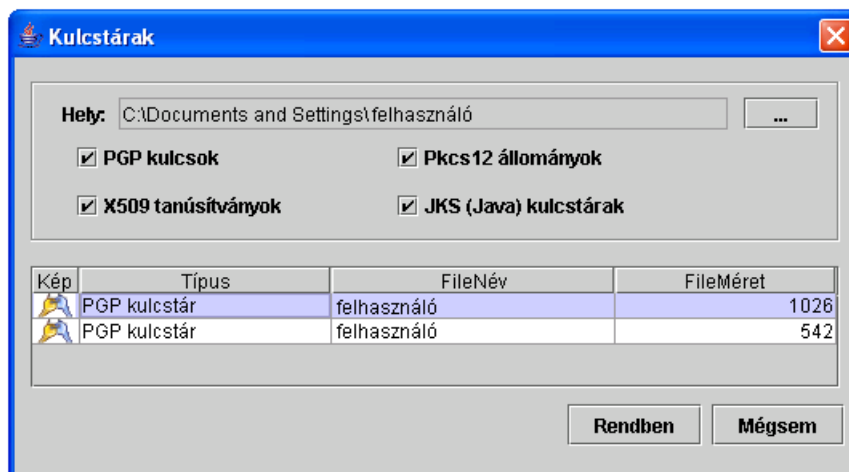 Kulcstárak
Hely: C:\Documents and Settings\felhasználó ...
PGP kulcsok Pkcs12 állományok
X509 tanúsítványok JKS (Java) kulcstárak
Kép Típus FileNév FileMéret
PGP kulcstár felhasználó 1026
PGP kulcstár felhasználó 542
Rendben Mégsem